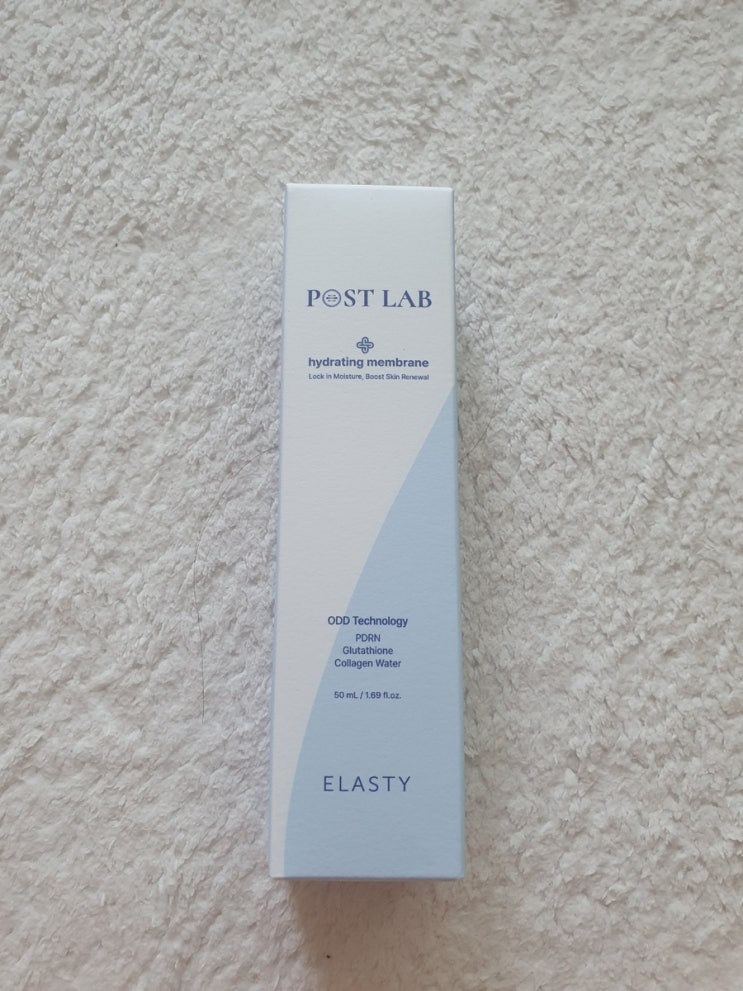 POST LAB
hydrating membrane
Lock in Moisture, Boost Skin Renewal
ODD Technology
PDRN
Glutathione
Collagen Water
50 mL / 1.69 fl.oz.
ELASTY